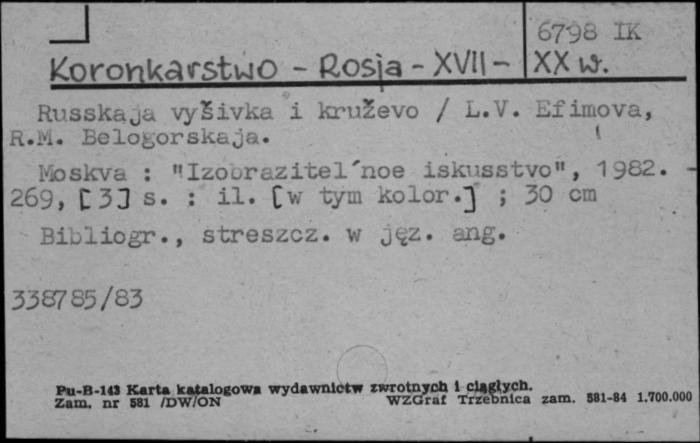 6798 IK
Koronkarstwo - Rosja - XVII - XX w.
Russkaja vyšivka i kruževo / L.V. Efimova,
R.M. Belogorskaja.
Moskva : "Izobrazitel´noe iskusstvo", 1982. -
269, [3] s. : il. [w tym kolor.] ; 30 cm
Bibliogr., streszcz. w jęz. ang.
338785/83
Pu-B-143 Karta katalogowa wydawnictw zwrotnych i ciągłych.
Zam. nr 581 /DW/ON WZGraf Trzebnica zam. 581-84 1.700.000